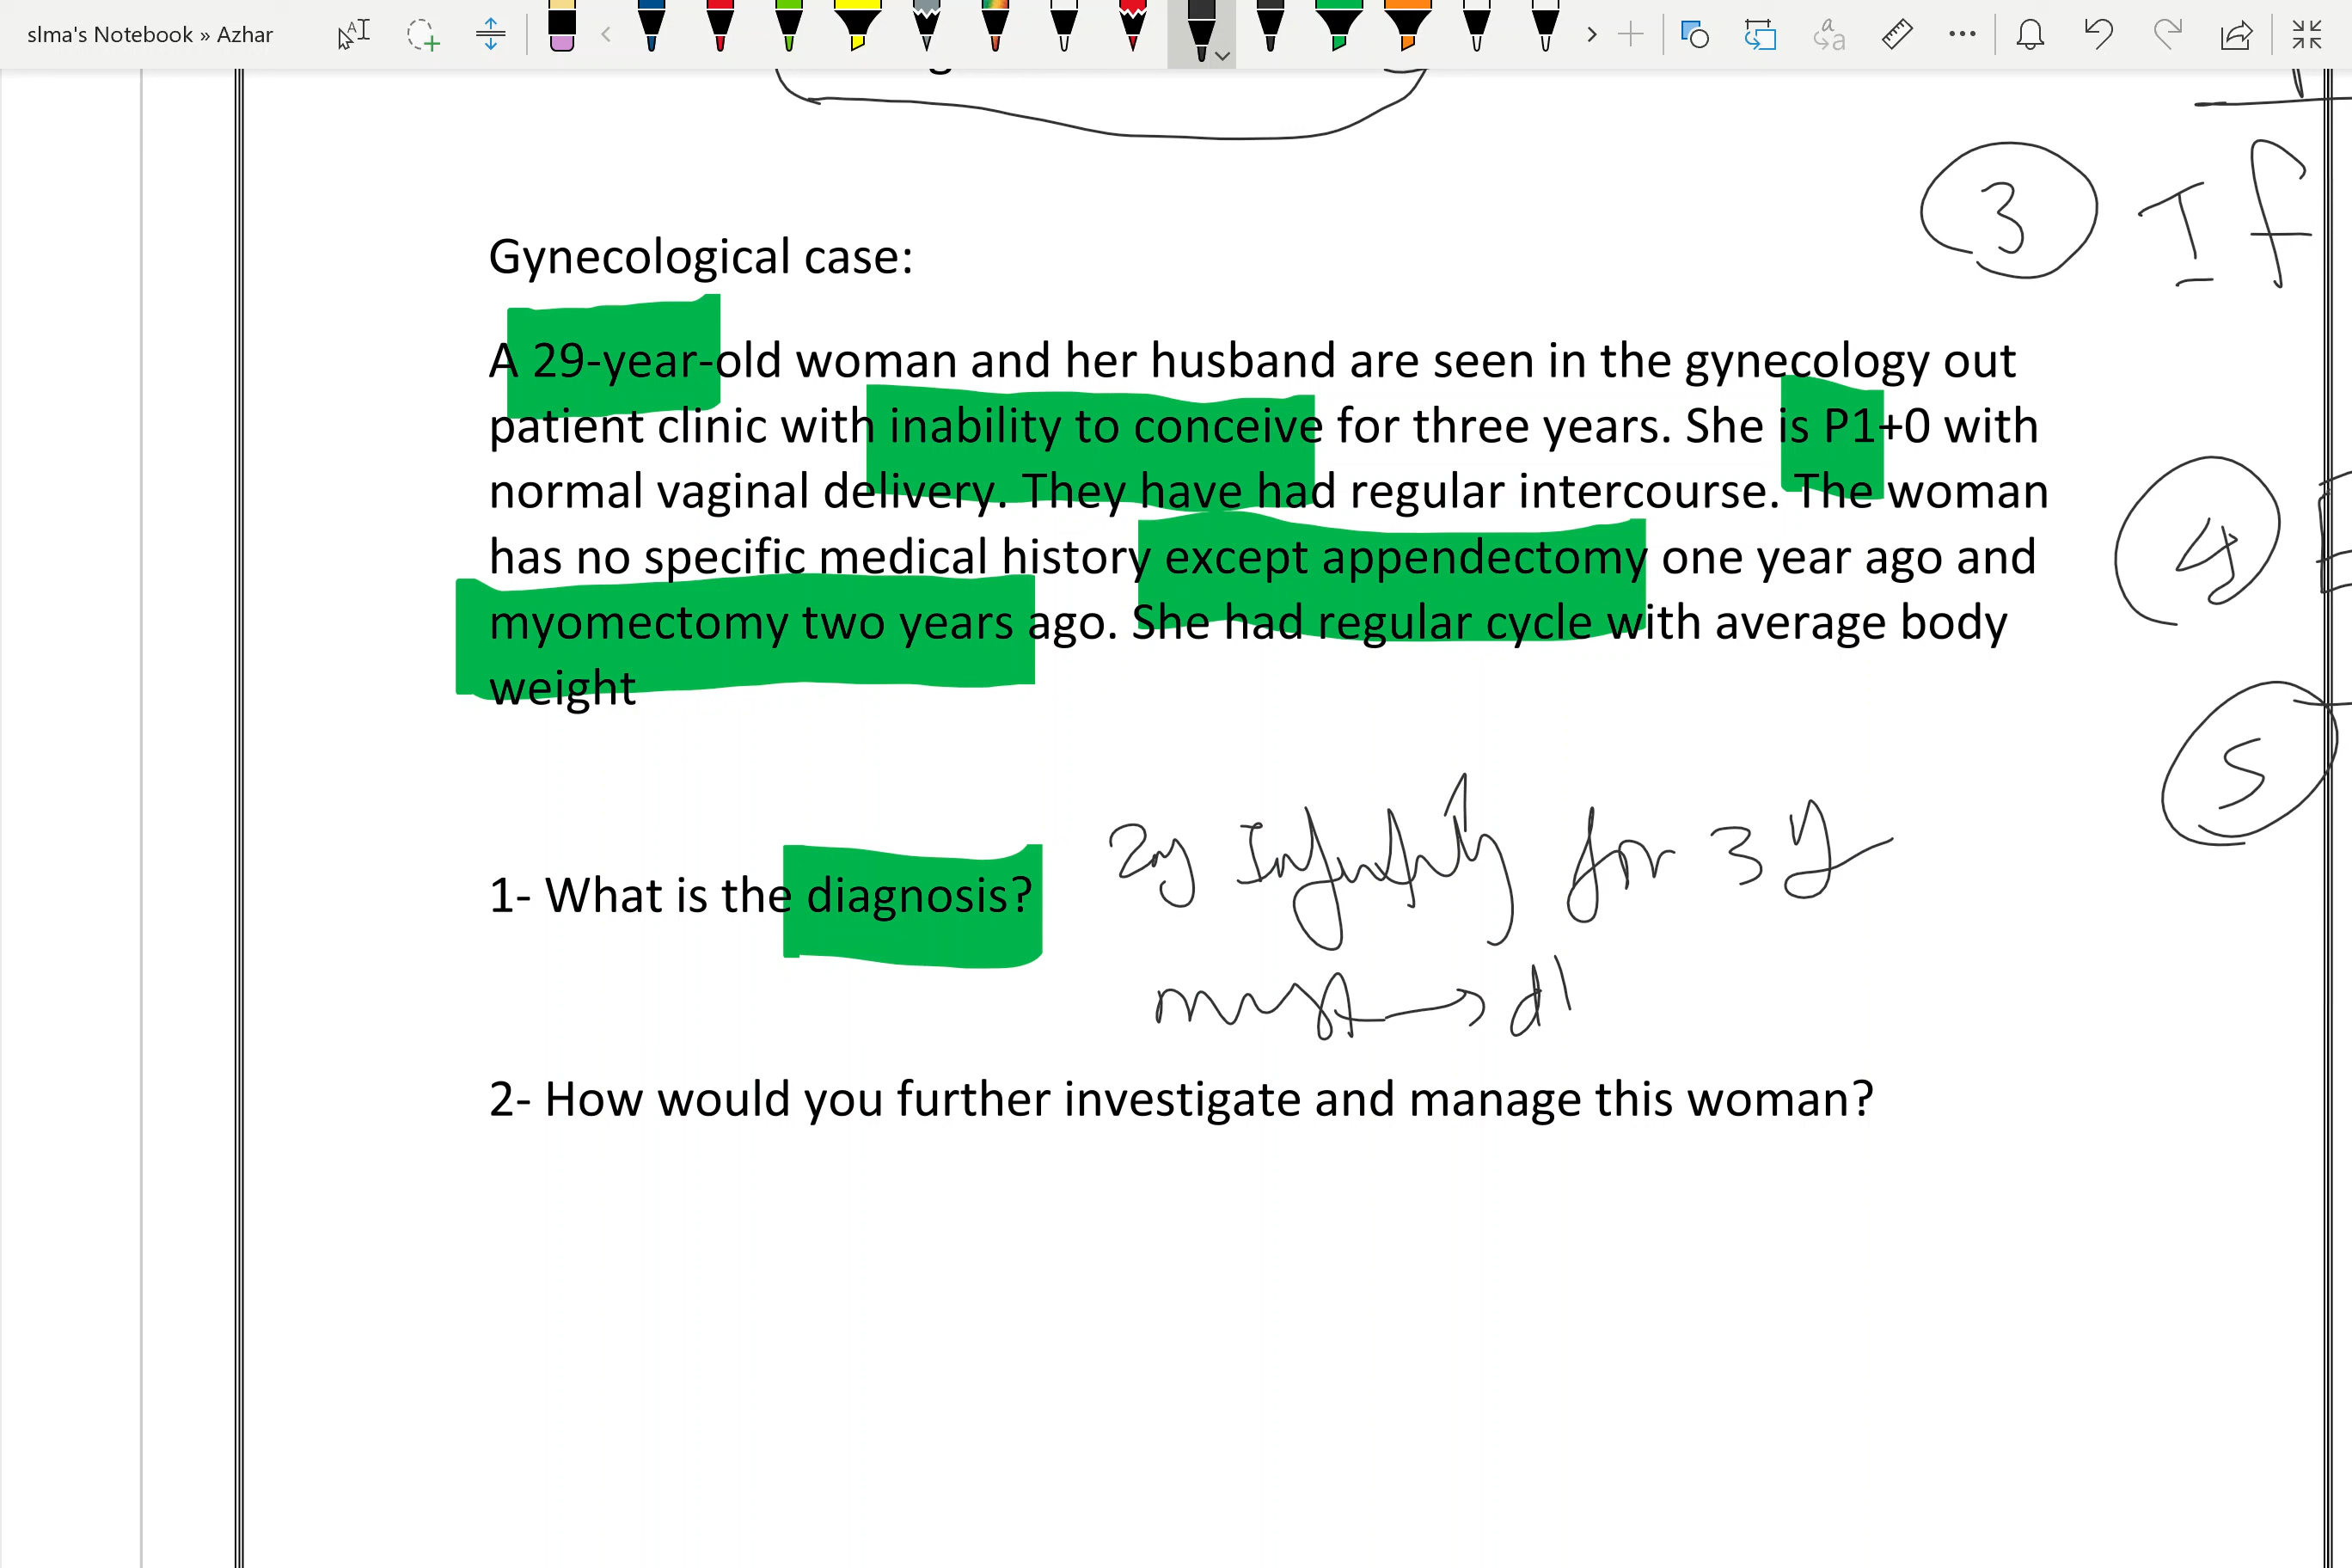 slma's Notebook » Azhar
3 If
Gynecological case:
A 29-year-old woman and her husband are seen in the gynecology out
patient clinic with inability to conceive for three years. She is P1+0 with
normal vaginal delivery. They have had regular intercourse. The woman
has no specific medical history except appendectomy one year ago and
4
myomectomy two years ago. She had regular cycle with average body
weight
5
2ry Infertility for 3 y
1- What is the diagnosis?
2- How would you further investigate and manage this woman?